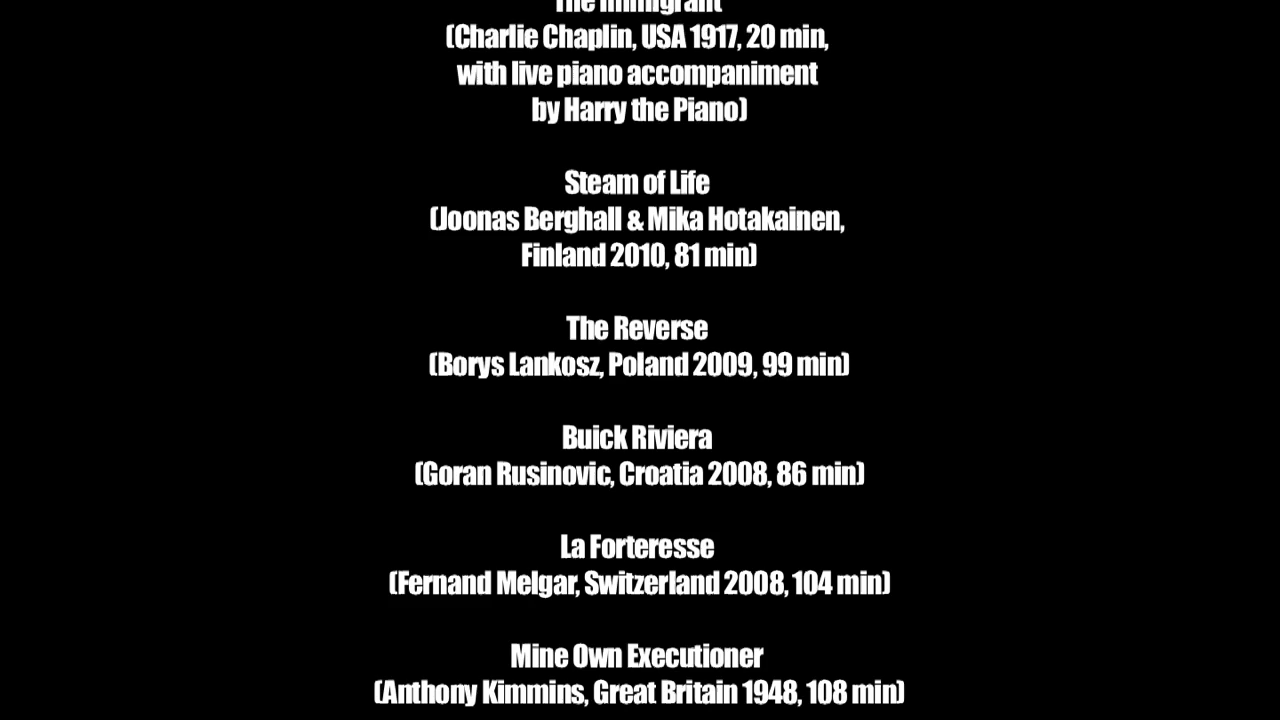 The Immigrant
(Charlie Chaplin, USA 1917, 20 min,
with live piano accompaniment
by Harry the Piano)
Steam of Life
(Joonas Berghall & Mika Hotakainen,
Finland 2010, 81 min)
The Reverse
(Borys Lankosz, Poland 2009, 99 min)
Buick Riviera
(Goran Rusinovic, Croatia 2008, 86 min)
La Forteresse
(Fernand Melgar, Switzerland 2008, 104 min)
Mine Own Executioner
(Anthony Kimmins, Great Britain 1948, 108 min)